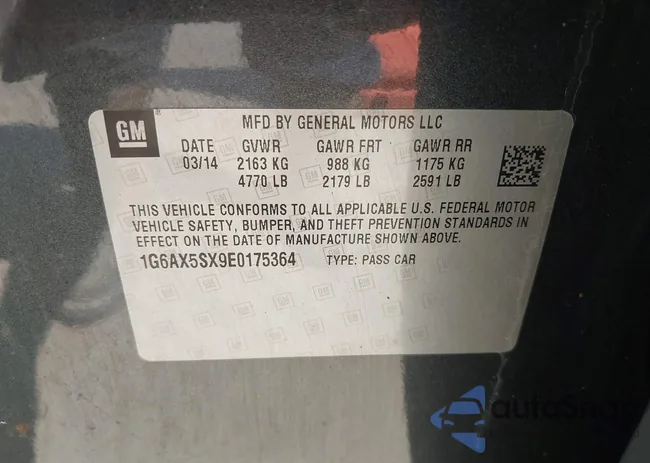 GM
MFD BY GENERAL MOTORS LLC
DATE GVWR GAWR FRT GAWR RR
03/14 2163 KG 988 KG 1175 KG
4770 LB 2179 LB 2591 LB
THIS VEHICLE CONFORMS TO ALL APPLICABLE U.S. FEDERAL MOTOR
VEHICLE SAFETY, BUMPER, AND THEFT PREVENTION STANDARDS IN
EFFECT ON THE DATE OF MANUFACTURE SHOWN ABOVE.
1G6AX5SX9E0175364 TYPE: PASS CAR